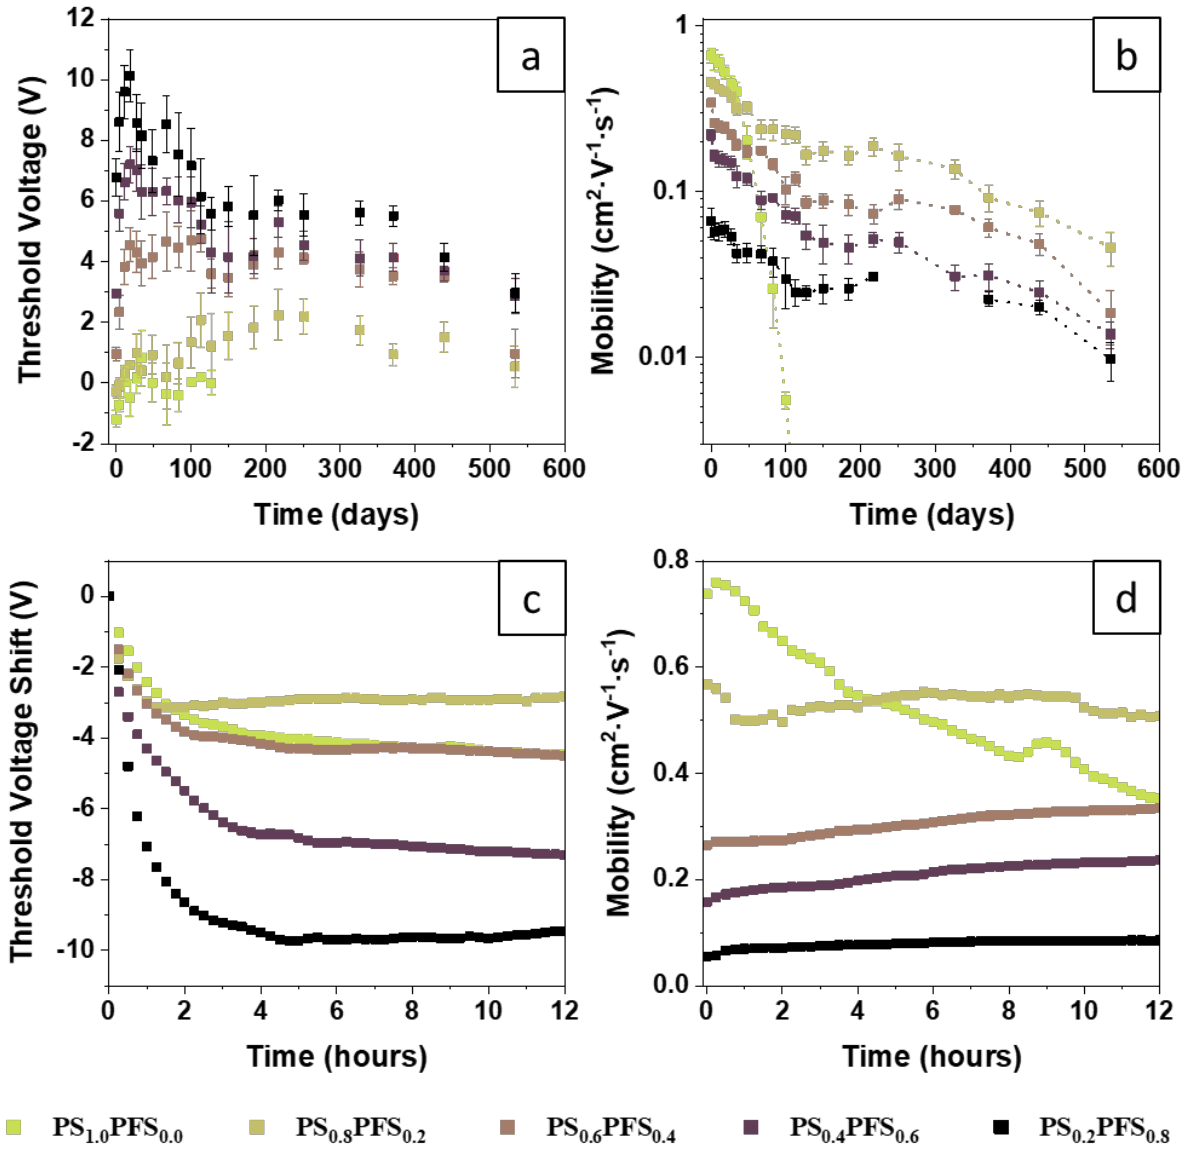 a
Threshold Voltage (V)
12
10
8
6
4
2
0
-2
0 100 200 300 400 500 600
Time (days)
b
Mobility (cm²·V⁻¹·s⁻¹)
1
0.1
0.01
0 100 200 300 400 500 600
Time (days)
c
Threshold Voltage Shift (V)
0
-2
-4
-6
-8
-10
0 2 4 6 8 10 12
Time (hours)
d
Mobility (cm²·V⁻¹·s⁻¹)
0.8
0.6
0.4
0.2
0.0
0 2 4 6 8 10 12
Time (hours)
PS₁.₀PFS₀.₀ PS₀.₈PFS₀.₂ PS₀.₆PFS₀.₄ PS₀.₄PFS₀.₆ PS₀.₂PFS₀.₈